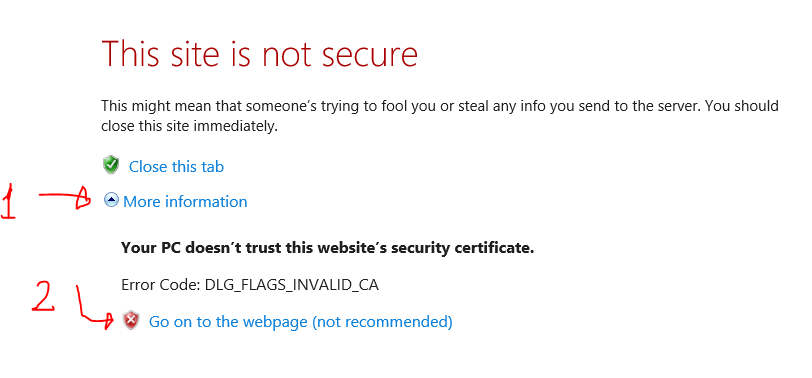 This site is not secure
This might mean that someone's trying to fool you or steal any info you send to the server. You should
close this site immediately.
Close this tab
1
More information
Your PC doesn't trust this website's security certificate.
Error Code: DLG_FLAGS_INVALID_CA
2
Go on to the webpage (not recommended)